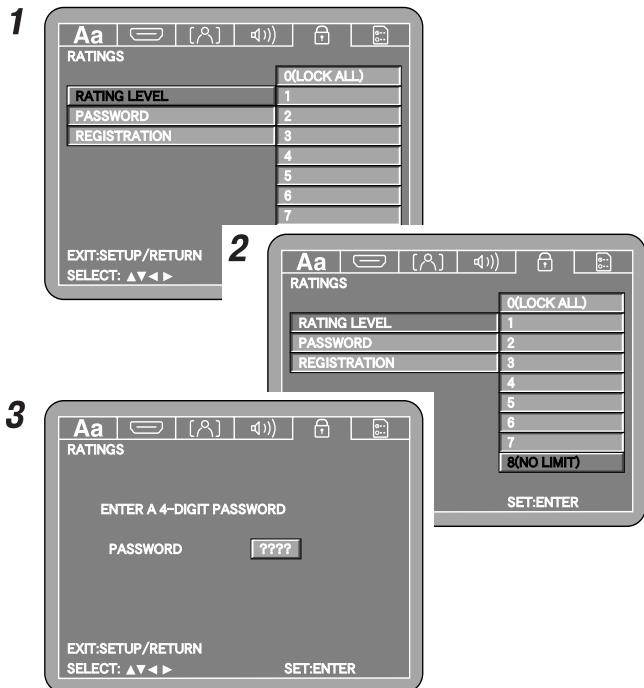 1
Aa
RATINGS
0(LOCK ALL)
RATING LEVEL 1
PASSWORD 2
REGISTRATION 3
4
5
6
7
EXIT:SETUP/RETURN
SELECT: ▲▼◄ ►
2
Aa
RATINGS
0(LOCK ALL)
RATING LEVEL 1
PASSWORD 2
REGISTRATION 3
4
5
6
7
8(NO LIMIT)
SET:ENTER
3
Aa
RATINGS
ENTER A 4-DIGIT PASSWORD
PASSWORD ????
EXIT:SETUP/RETURN
SELECT: ▲▼◄ ► SET:ENTER